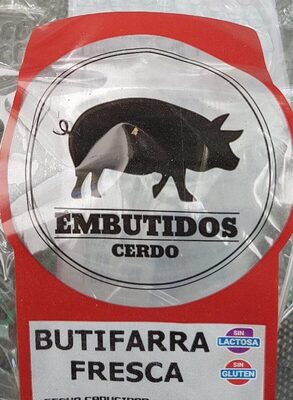 EMBUTIDOS
CERDO
BUTIFARRA
FRESCA
SIN
LACTOSA
SIN
GLUTEN